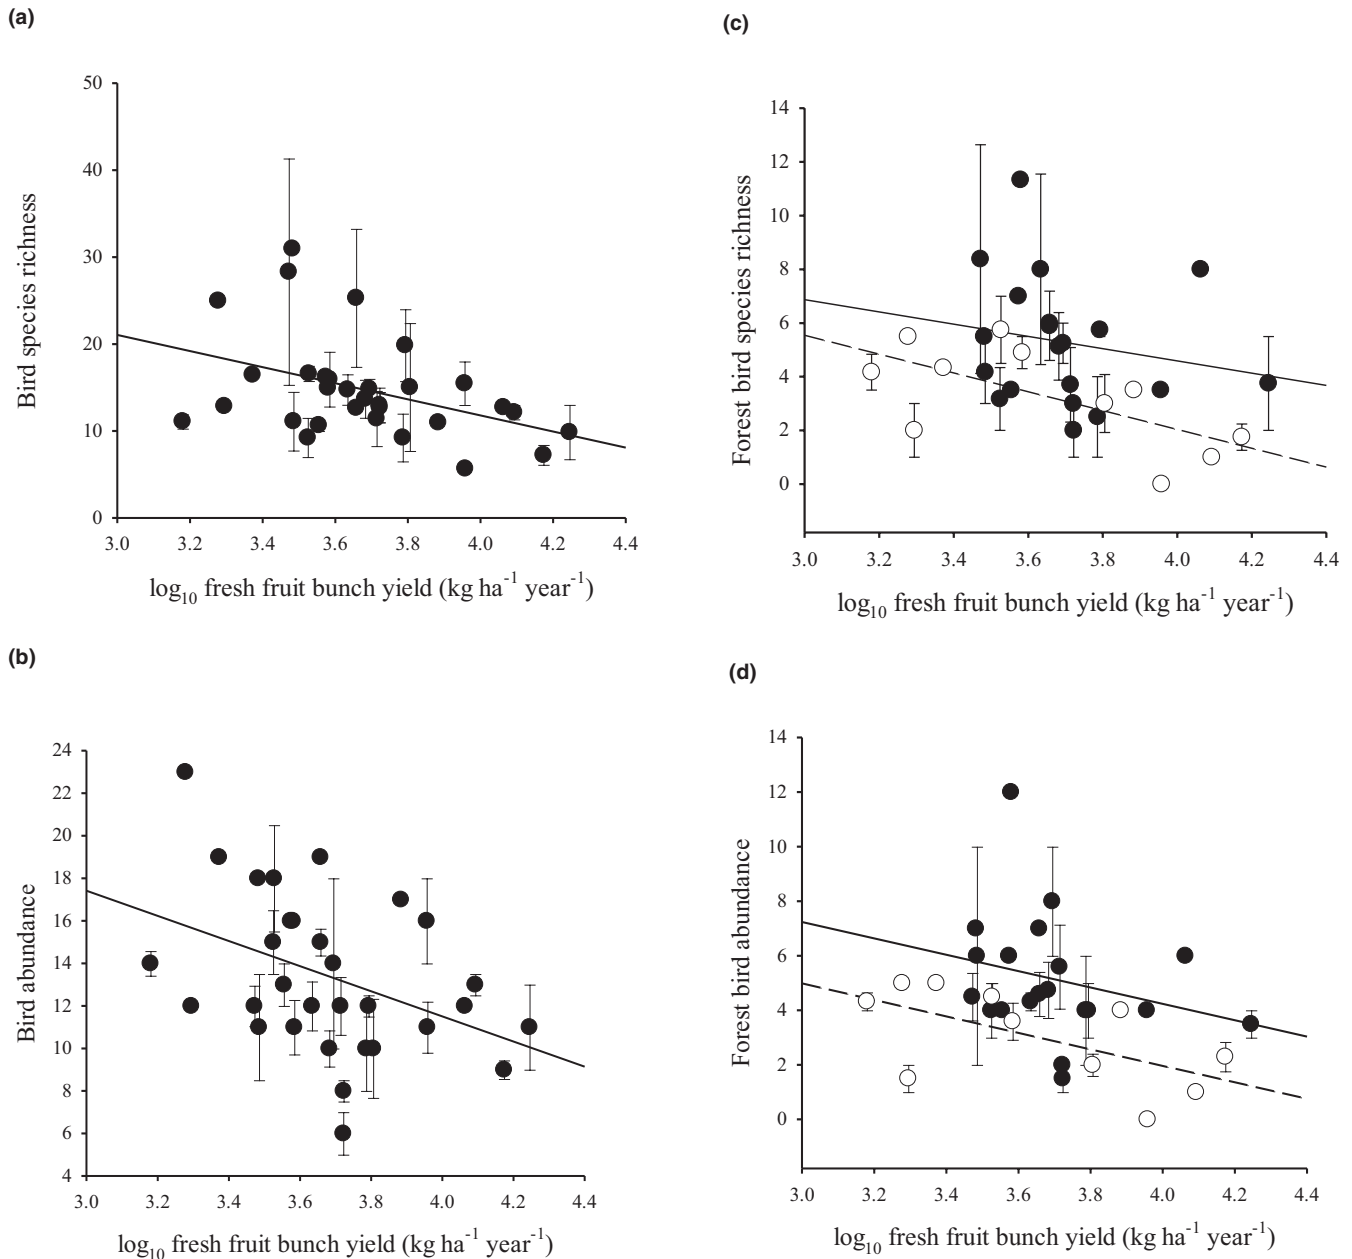 (a)
50
40
30
20
10
0
Bird species richness
3.0 3.2 3.4 3.6 3.8 4.0 4.2 4.4
log₁₀ fresh fruit bunch yield (kg ha⁻¹ year⁻¹)
(b)
24
22
20
18
16
14
12
10
8
6
4
Bird abundance
3.0 3.2 3.4 3.6 3.8 4.0 4.2 4.4
log₁₀ fresh fruit bunch yield (kg ha⁻¹ year⁻¹)
(c)
14
12
10
8
6
4
2
0
Forest bird species richness
3.0 3.2 3.4 3.6 3.8 4.0 4.2 4.4
log₁₀ fresh fruit bunch yield (kg ha⁻¹ year⁻¹)
(d)
14
12
10
8
6
4
2
0
Forest bird abundance
3.0 3.2 3.4 3.6 3.8 4.0 4.2 4.4
log₁₀ fresh fruit bunch yield (kg ha⁻¹ year⁻¹)